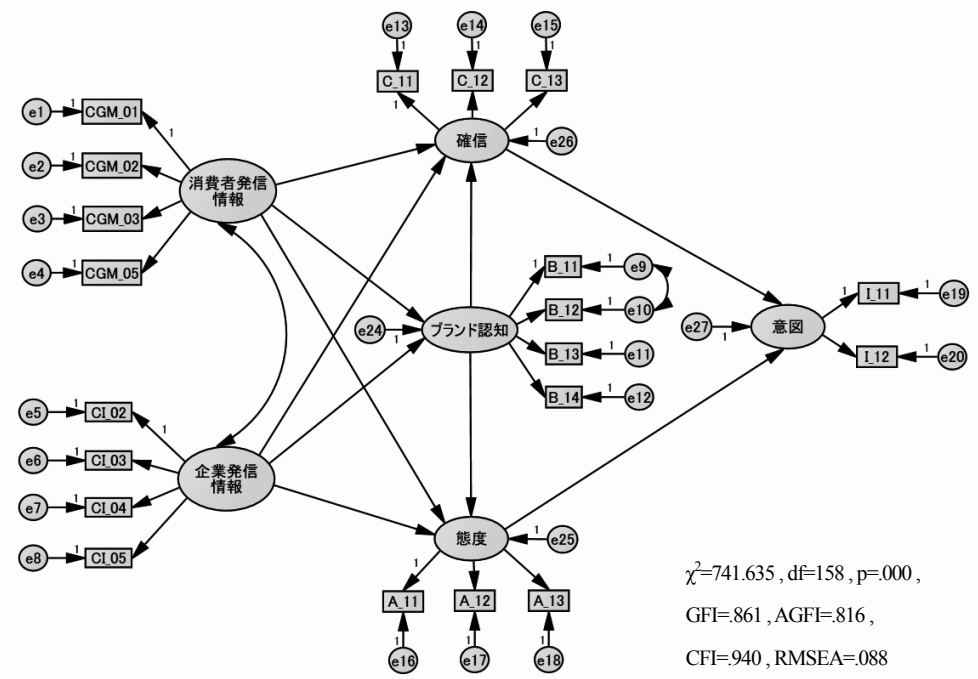 e13
e14
e15
1
1
1
C_11
C_12
C_13
1
確信
1
e26
e1
1
CGM_01
1
e2
1
CGM_02
e3
1
CGM_03
e4
1
CGM_05
消費者発信
情報
e24
1
ブランド認知
1
B_11
1
e9
B_12
1
e10
B_13
1
e11
B_14
1
e12
e27
1
意図
1
I_11
1
e19
I_12
1
e20
e5
1
CI_02
1
e6
1
CI_03
e7
1
CI_04
e8
1
CI_05
企業発信
情報
態度
1
e25
1
A_11
A_12
A_13
1
1
1
e16
e17
e18
χ²=741.635 , df=158 , p=.000 ,
GFI=.861 , AGFI=.816 ,
CFI=.940 , RMSEA=.088